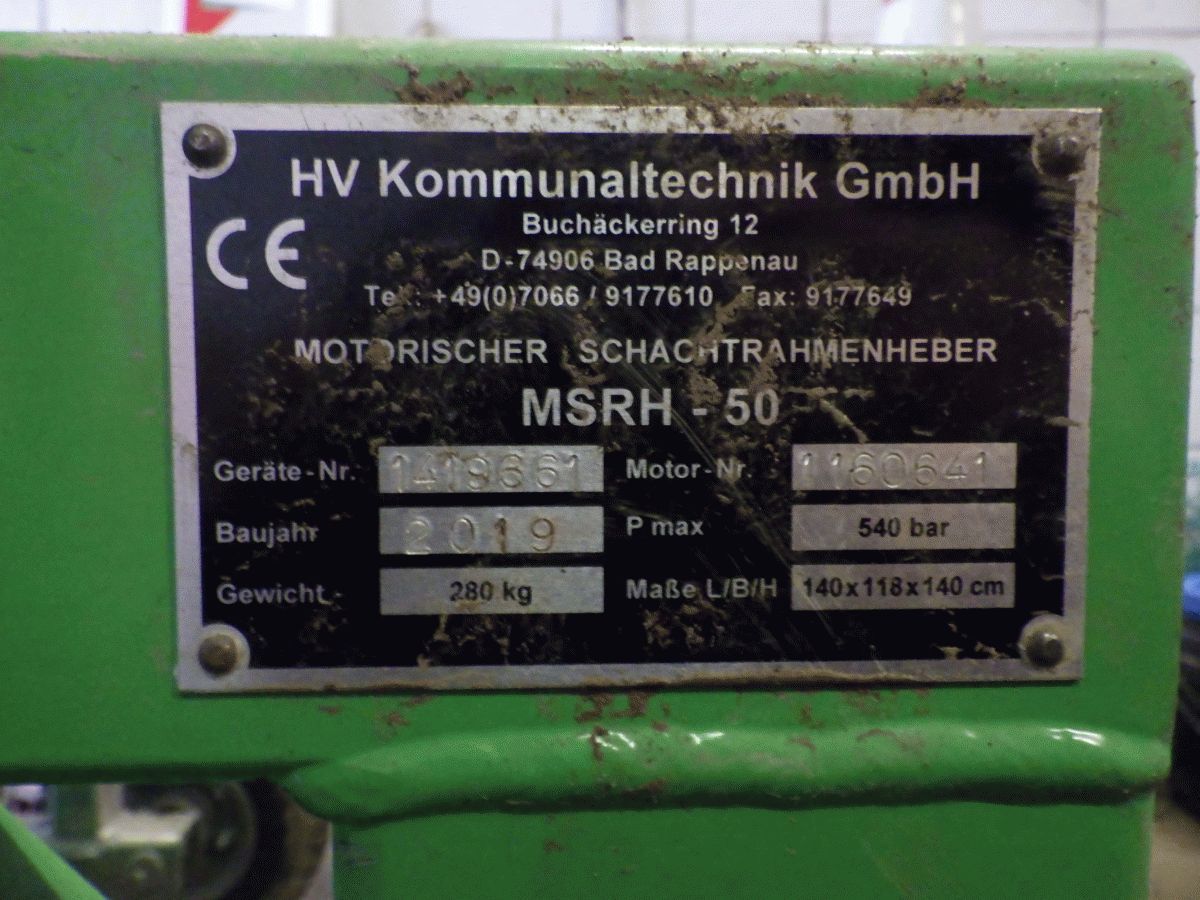 HV Kommunaltechnik GmbH
CE
Buchäckerring 12
D-74906 Bad Rappenau
Tel.: +49(0)7066 / 9177610 Fax: 9177649
MOTORISCHER SCHACHTRAHMENHEBER
MSRH - 50
Geräte-Nr. 1419661 Motor-Nr. 1160641
Baujahr 2019 P max 540 bar
Gewicht 280 kg Maße L/B/H 140x118x140 cm